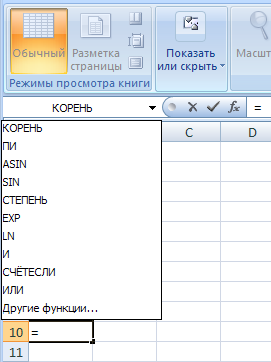 Обычный
Разметка
страницы
Показать
или скрыть
Масшт
Режимы просмотра книги
КОРЕНЬ
fx =
КОРЕНЬ
ПИ
ASIN
SIN
СТЕПЕНЬ
EXP
LN
И
СЧЁТЕСЛИ
ИЛИ
Другие функции...
C D
10 =
11